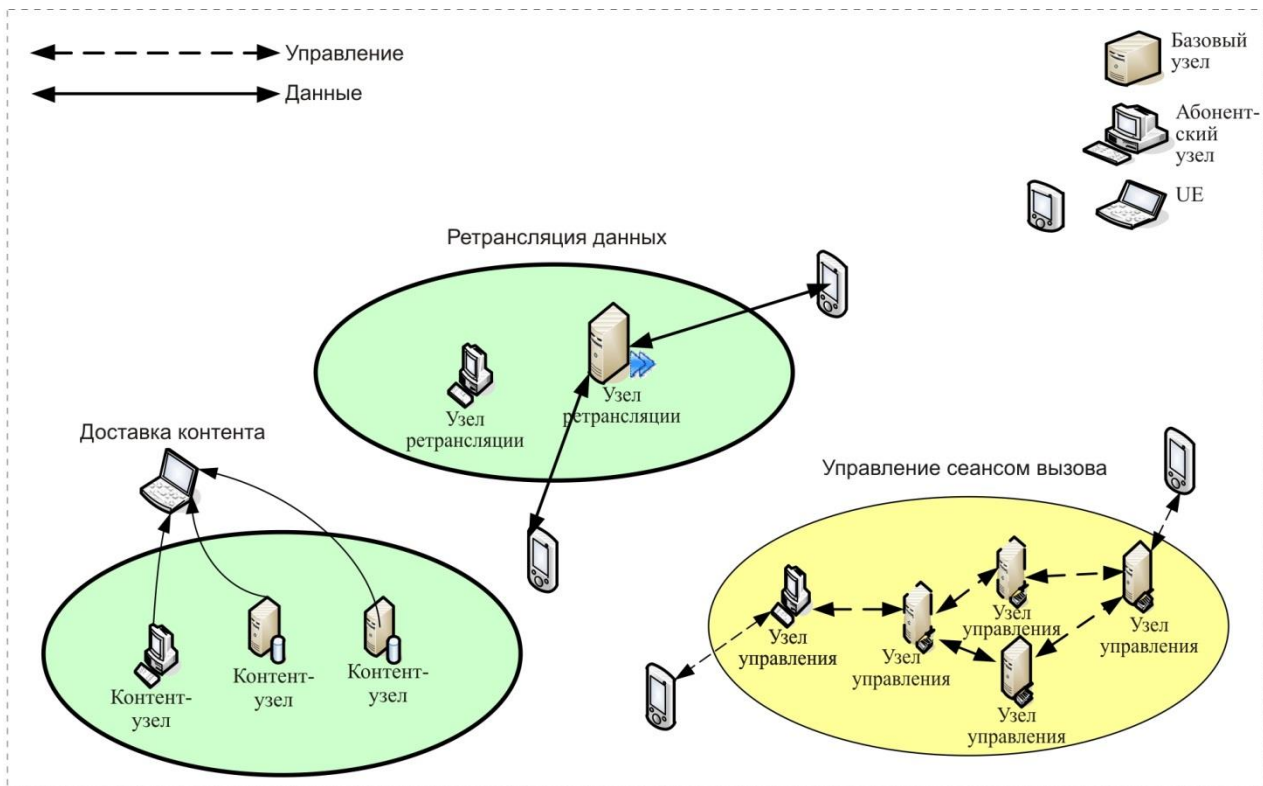 Управление
Данные
Базовый
узел
Абонент-
ский
узел
UE
Ретрансляция данных
Узел
ретрансляции
Узел
ретрансляции
Доставка контента
Контент-
узел
Контент-
узел
Контент-
узел
Управление сеансом вызова
Узел
управления
Узел
управления
Узел
управления
Узел
управления
Узел
управления